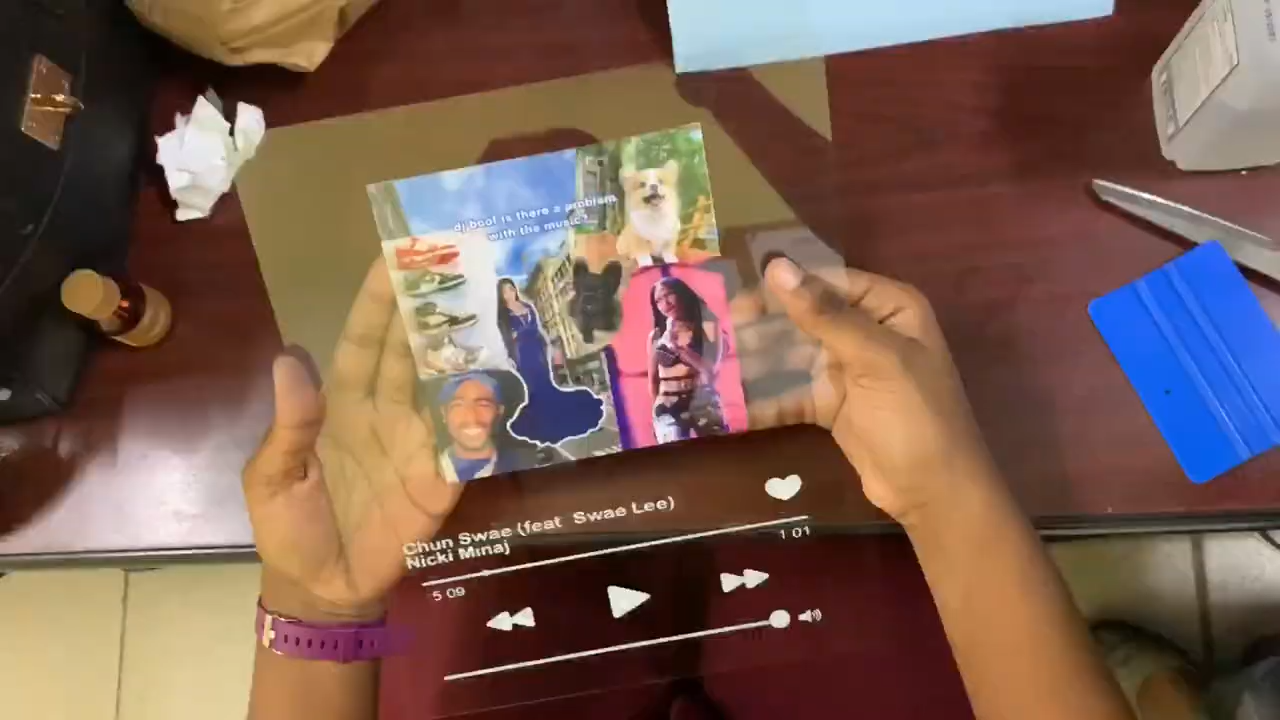 dj boof is there a problem
with the music?
Chun Swae (feat Swae Lee)
Nicki Minaj
5 09
1 01